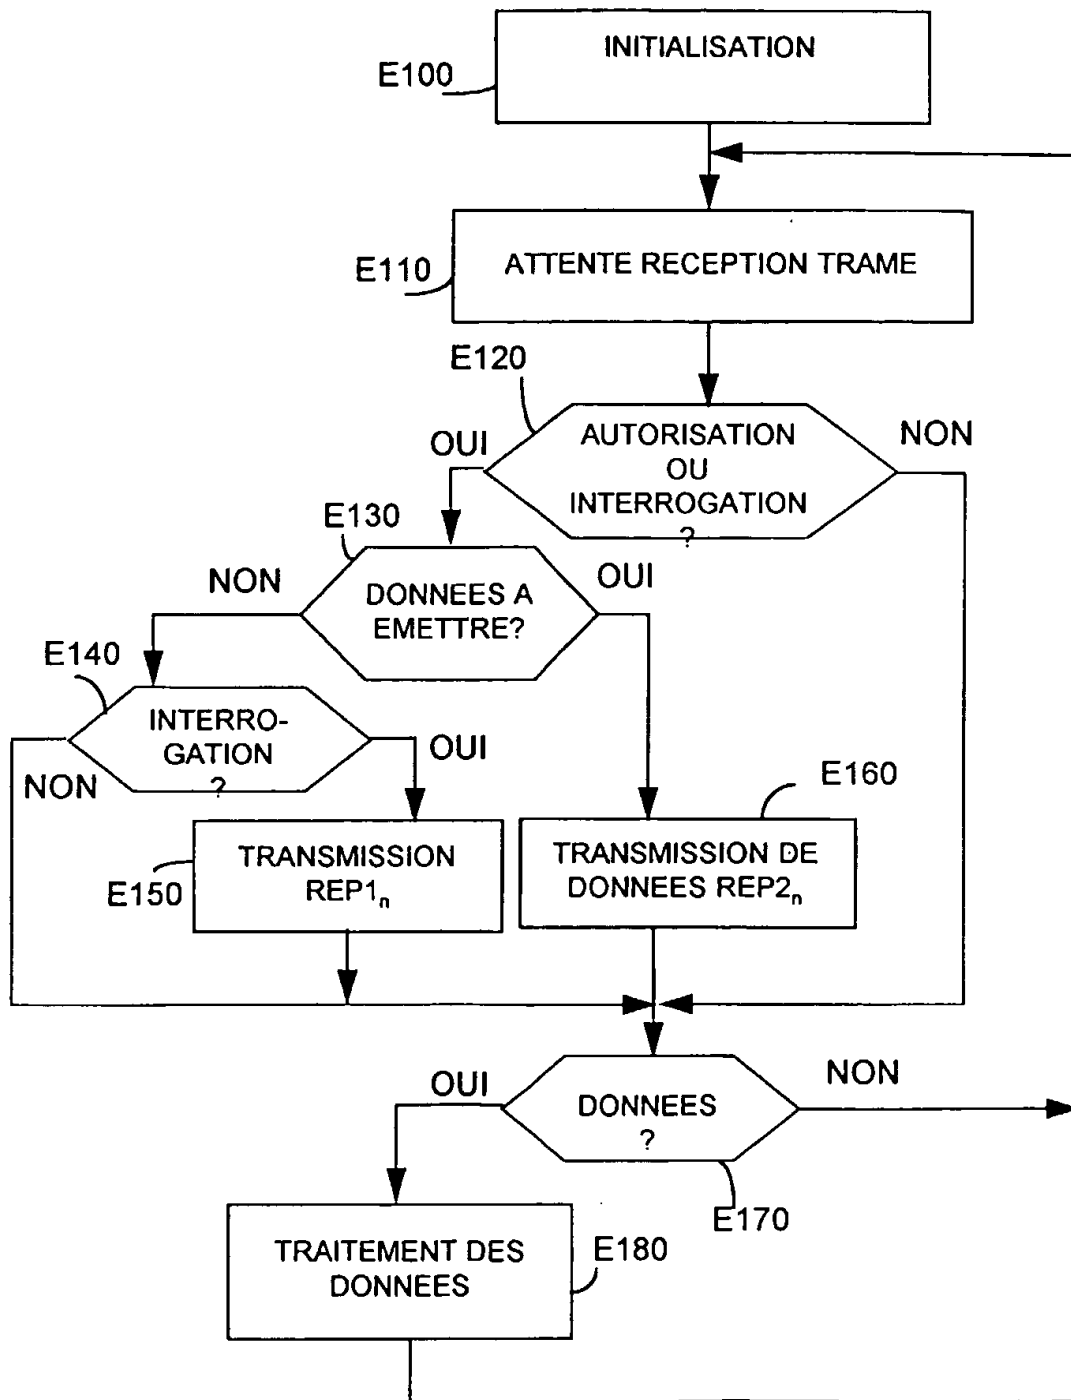 INITIALISATION
E100
E110
ATTENTE RECEPTION TRAME
E120
OUI
AUTORISATION
OU
INTERROGATION
?
NON
E130
NON
DONNEES A
EMETTRE?
OUI
E140
INTERRO-
GATION
?
NON
OUI
E160
E150
TRANSMISSION
REP1n
TRANSMISSION DE
DONNEES REP2n
OUI
DONNEES
?
NON
E170
TRAITEMENT DES
DONNEES
E180